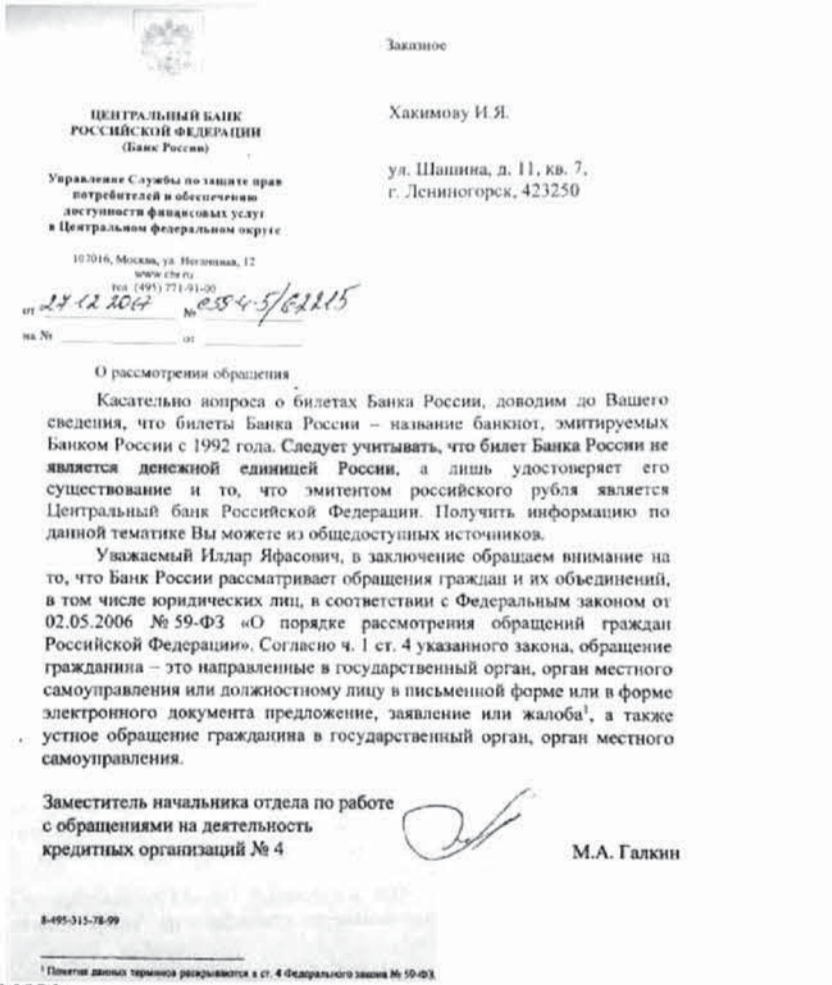 Заказное
ЦЕНТРАЛЬНЫЙ БАНК
РОССИЙСКОЙ ФЕДЕРАЦИИ
(Банк России)
Управление Службы по защите прав
потребителей и обеспечению
доступности финансовых услуг
в Центральном федеральном округе
107016, Москва, ул. Неглинная, 12
www.cbr.ru
тел. (495) 771-91-00
от 27 12 2017 №
на № от
Хакимову И.Я.
ул. Шашина, д. 11, кв. 7,
г. Лениногорск, 423250
О рассмотрении обращения
Касательно вопроса о билетах Банка России, доводим до Вашего
сведения, что билеты Банка России – название банкнот, эмитируемых
Банком России с 1992 года. Следует учитывать, что билет Банка России не
является денежной единицей России, а лишь удостоверяет его
существование и то, что эмитентом российского рубля является
Центральный банк Российской Федерации. Получить информацию по
данной тематике Вы можете из общедоступных источников.
Уважаемый Илдар Яфасович, в заключение обращаем внимание на
то, что Банк России рассматривает обращения граждан и их объединений,
в том числе юридических лиц, в соответствии с Федеральным законом от
02.05.2006 № 59-ФЗ «О порядке рассмотрения обращений граждан
Российской Федерации». Согласно ч. 1 ст. 4 указанного закона, обращение
гражданина – это направленные в государственный орган, орган местного
самоуправления или должностному лицу в письменной форме или в форме
электронного документа предложение, заявление или жалоба¹, а также
устное обращение гражданина в государственный орган, орган местного
самоуправления.
Заместитель начальника отдела по работе
с обращениями на деятельность
кредитных организаций № 4
М.А. Галкин
8-495-315-78-99
¹ Понятия данных терминов раскрываются в ст. 4 Федерального закона № 59-ФЗ